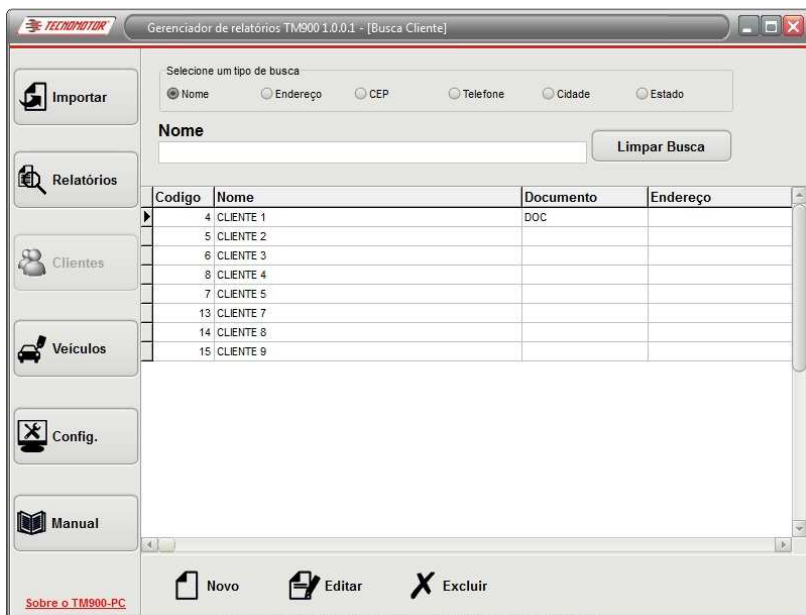 TECNOMOTOR Gerenciador de relatórios TM900 1.0.0.1 - [Busca Cliente]
Importar
Relatórios
Clientes
Veículos
Config.
Manual
Sobre o TM900-PC
Selecione um tipo de busca
Nome Endereço CEP Telefone Cidade Estado
Nome
Limpar Busca
Codigo Nome Documento Endereço
4 CLIENTE 1 DOC
5 CLIENTE 2
6 CLIENTE 3
8 CLIENTE 4
7 CLIENTE 5
13 CLIENTE 7
14 CLIENTE 8
15 CLIENTE 9
Novo Editar Excluir